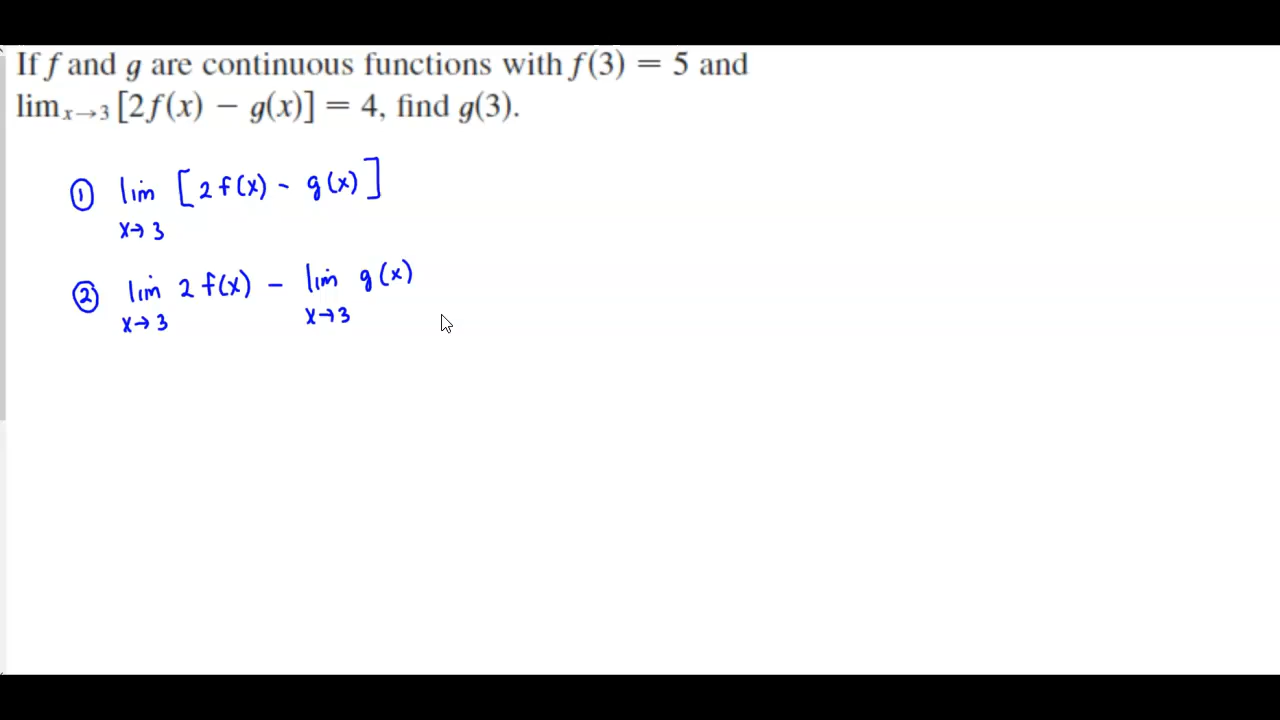 If f and g are continuous functions with f(3) = 5 and
lim x→3 [2f(x) − g(x)] = 4, find g(3).
① lim [2 f(x) - g(x)]
x→3
② lim 2 f(x) − lim g(x)
x→3 x→3